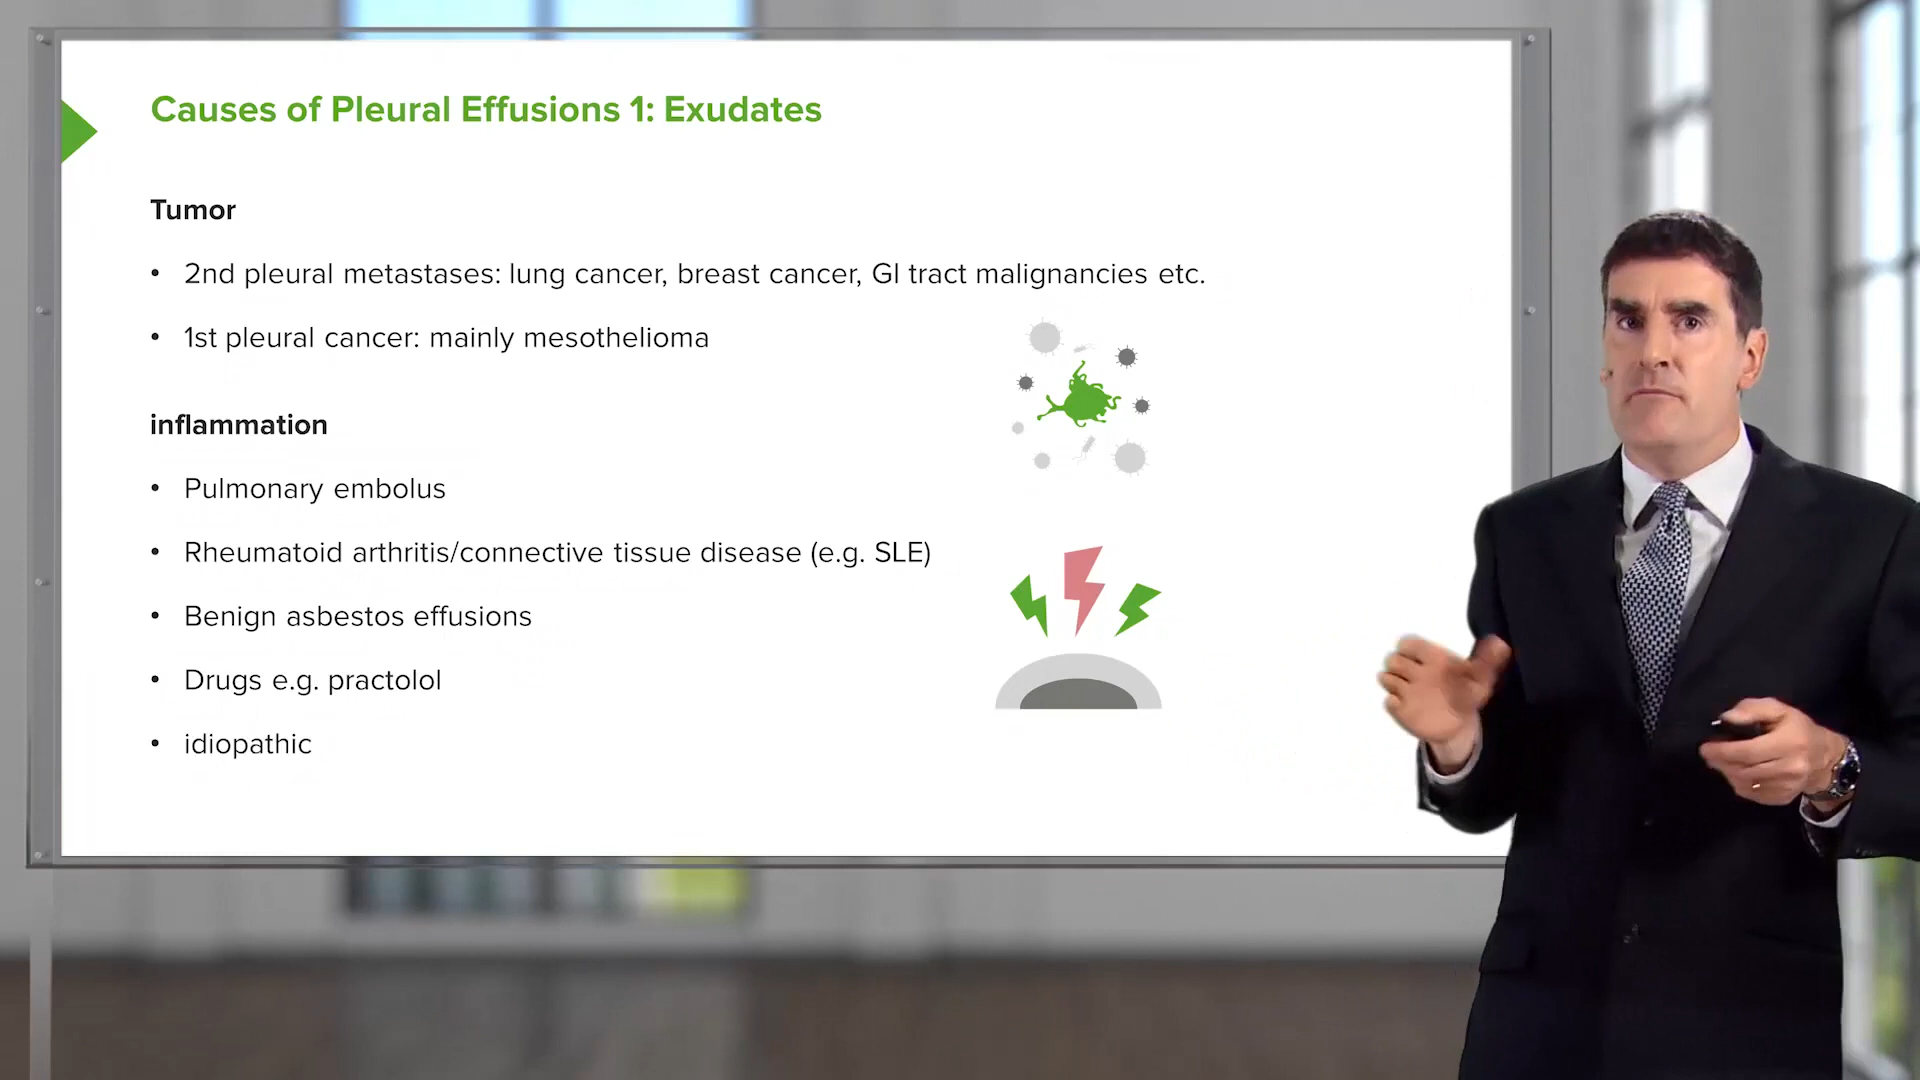 Causes of Pleural Effusions 1: Exudates
Tumor
• 2nd pleural metastases: lung cancer, breast cancer, GI tract malignancies etc.
• 1st pleural cancer: mainly mesothelioma
inflammation
• Pulmonary embolus
• Rheumatoid arthritis/connective tissue disease (e.g. SLE)
• Benign asbestos effusions
• Drugs e.g. practolol
• idiopathic